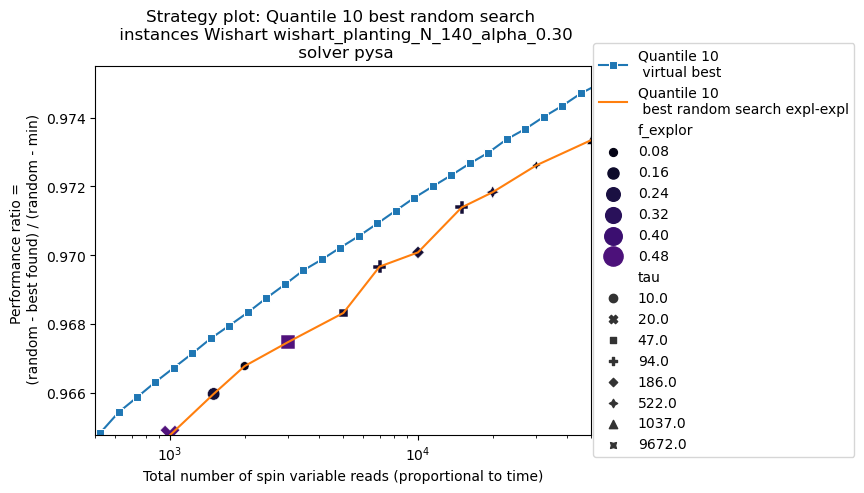 Strategy plot: Quantile 10 best random search
instances Wishart wishart_planting_N_140_alpha_0.30
solver pysa
Performance ratio =
(random - best found) / (random - min)
0.974
0.972
0.970
0.968
0.966
10^3
10^4
Total number of spin variable reads (proportional to time)
Quantile 10
virtual best
Quantile 10
best random search expl-expl
f_explor
0.08
0.16
0.24
0.32
0.40
0.48
tau
10.0
20.0
47.0
94.0
186.0
522.0
1037.0
9672.0